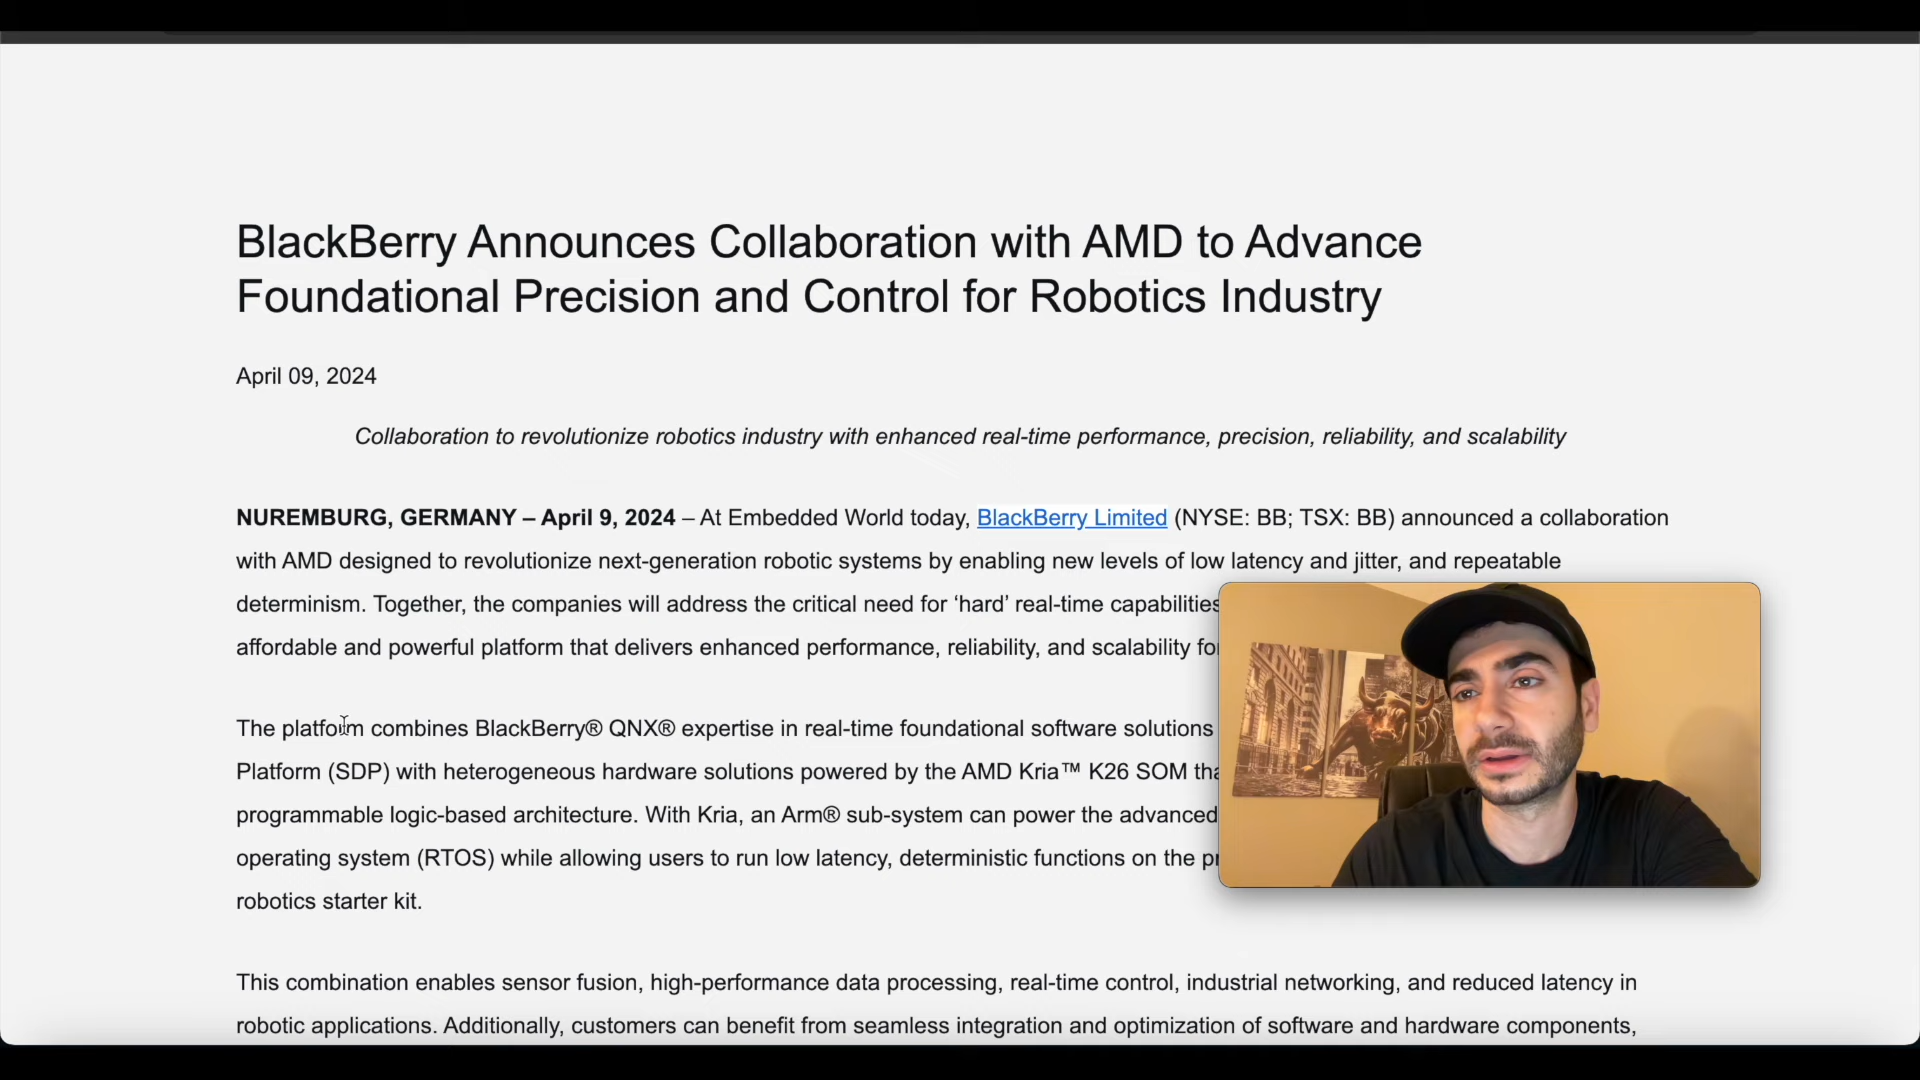 BlackBerry Announces Collaboration with AMD to Advance
Foundational Precision and Control for Robotics Industry
April 09, 2024
Collaboration to revolutionize robotics industry with enhanced real-time performance, precision, reliability, and scalability
NUREMBURG, GERMANY – April 9, 2024 – At Embedded World today, BlackBerry Limited (NYSE: BB; TSX: BB) announced a collaboration
with AMD designed to revolutionize next-generation robotic systems by enabling new levels of low latency and jitter, and repeatable
determinism. Together, the companies will address the critical need for ‘hard’ real-time capabilities
affordable and powerful platform that delivers enhanced performance, reliability, and scalability
The platform combines BlackBerry® QNX® expertise in real-time foundational software solutions
Platform (SDP) with heterogeneous hardware solutions powered by the AMD Kria™ K26 SOM
programmable logic-based architecture. With Kria, an Arm® sub-system can power the advanced
operating system (RTOS) while allowing users to run low latency, deterministic functions on the
robotics starter kit.
This combination enables sensor fusion, high-performance data processing, real-time control, industrial networking, and reduced latency in
robotic applications. Additionally, customers can benefit from seamless integration and optimization of software and hardware components,